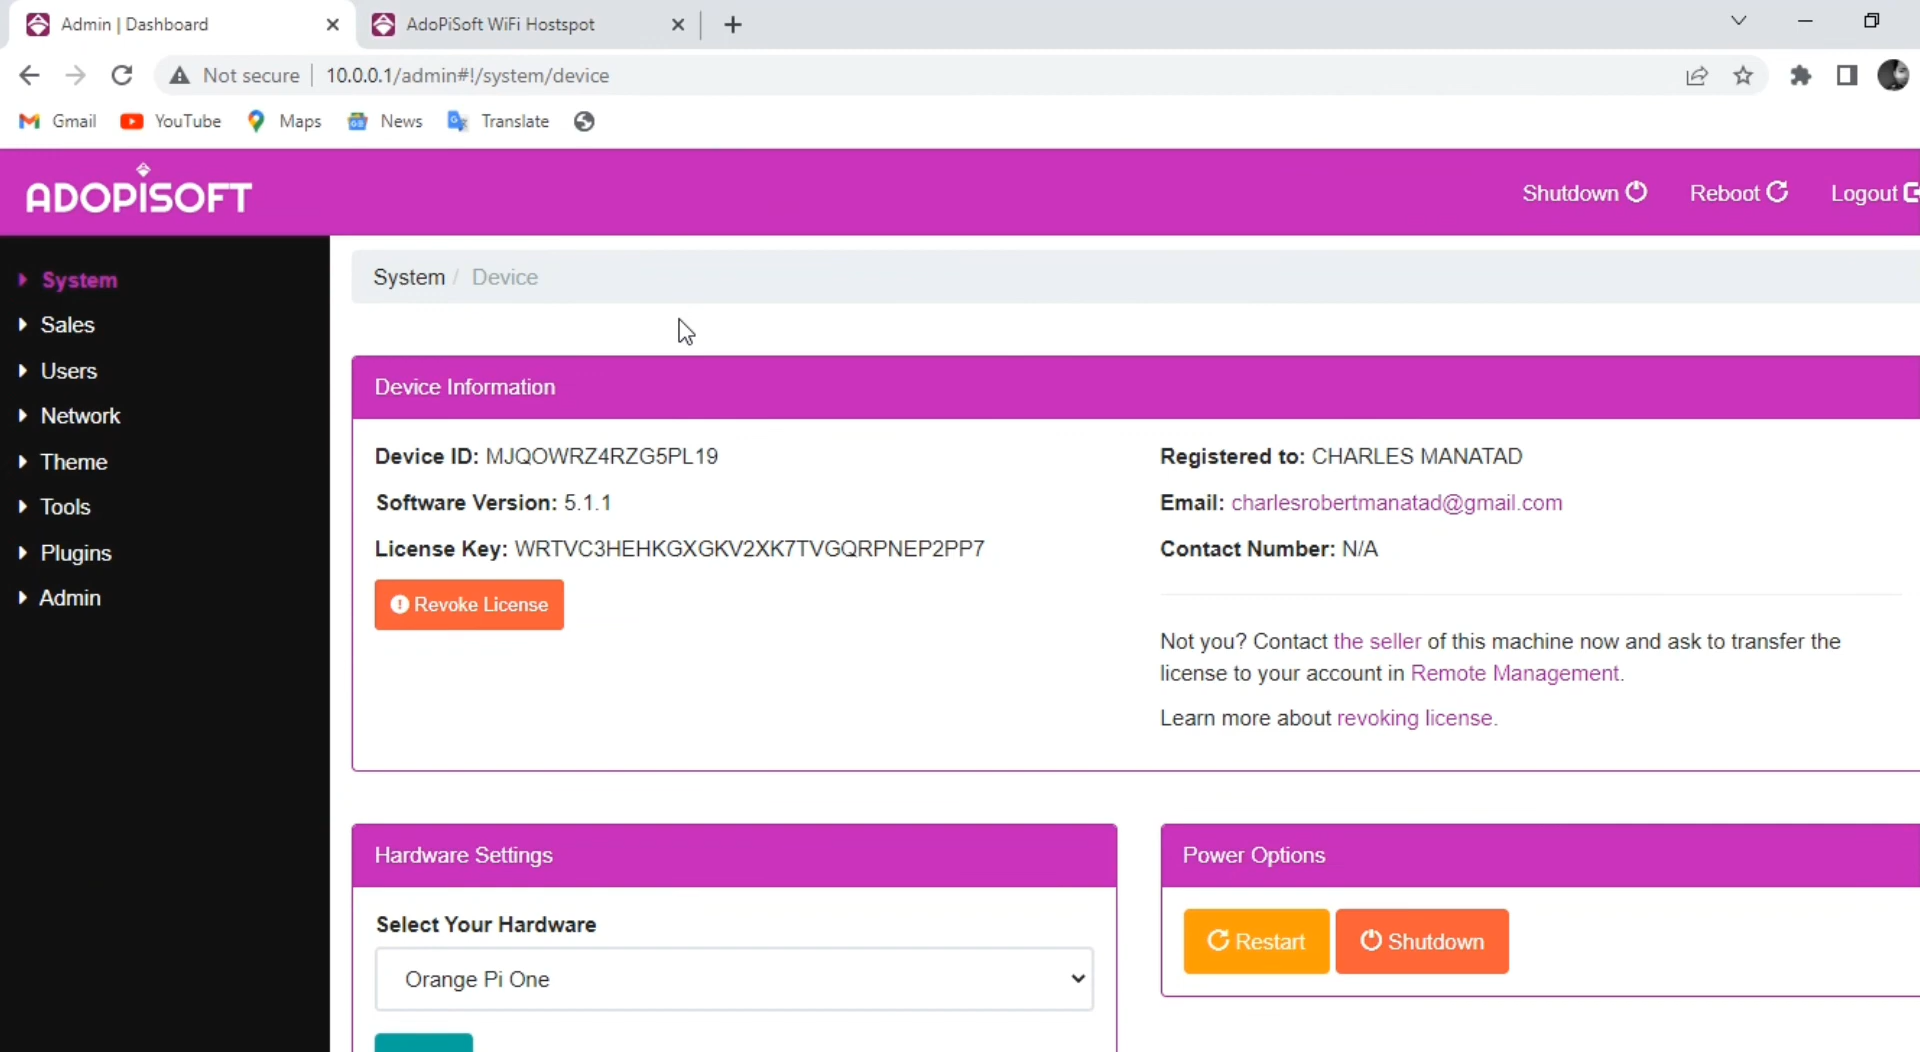 Admin | Dashboard
AdoPiSoft WiFi Hostspot
Not secure
10.0.0.1/admin#!/system/device
Gmail
YouTube
Maps
News
Translate
ADOPISOFT
Shutdown
Reboot
Logout
System
Sales
Users
Network
Theme
Tools
Plugins
Admin
System / Device
Device Information
Device ID: MJQOWRZ4RZG5PL19
Software Version: 5.1.1
License Key: WRTVC3HEHKGXGKV2XK7TVGQRPNEP2PP7
Revoke License
Registered to: CHARLES MANATAD
Email: charlesrobertmanatad@gmail.com
Contact Number: N/A
Not you? Contact the seller of this machine now and ask to transfer the
license to your account in Remote Management.
Learn more about revoking license.
Hardware Settings
Select Your Hardware
Orange Pi One
Power Options
Restart
Shutdown